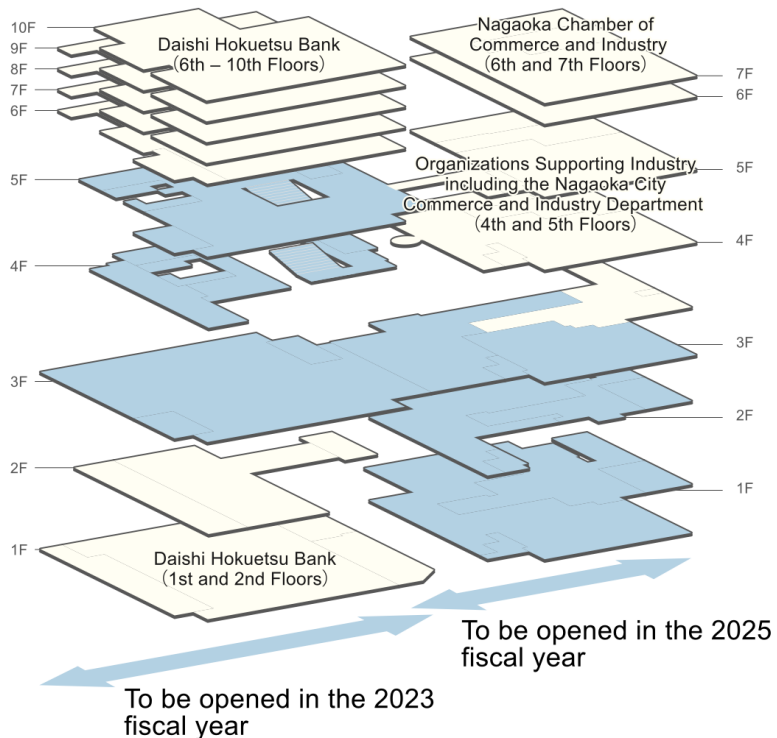 10F
9F
8F
7F
6F
5F
4F
3F
2F
1F
Daishi Hokuetsu Bank
(6th – 10th Floors)
Nagaoka Chamber of
Commerce and Industry
(6th and 7th Floors)
7F
6F
5F
4F
3F
2F
1F
Organizations Supporting Industry
including the Nagaoka City
Commerce and Industry Department
(4th and 5th Floors)
Daishi Hokuetsu Bank
(1st and 2nd Floors)
To be opened in the 2025
fiscal year
To be opened in the 2023
fiscal year